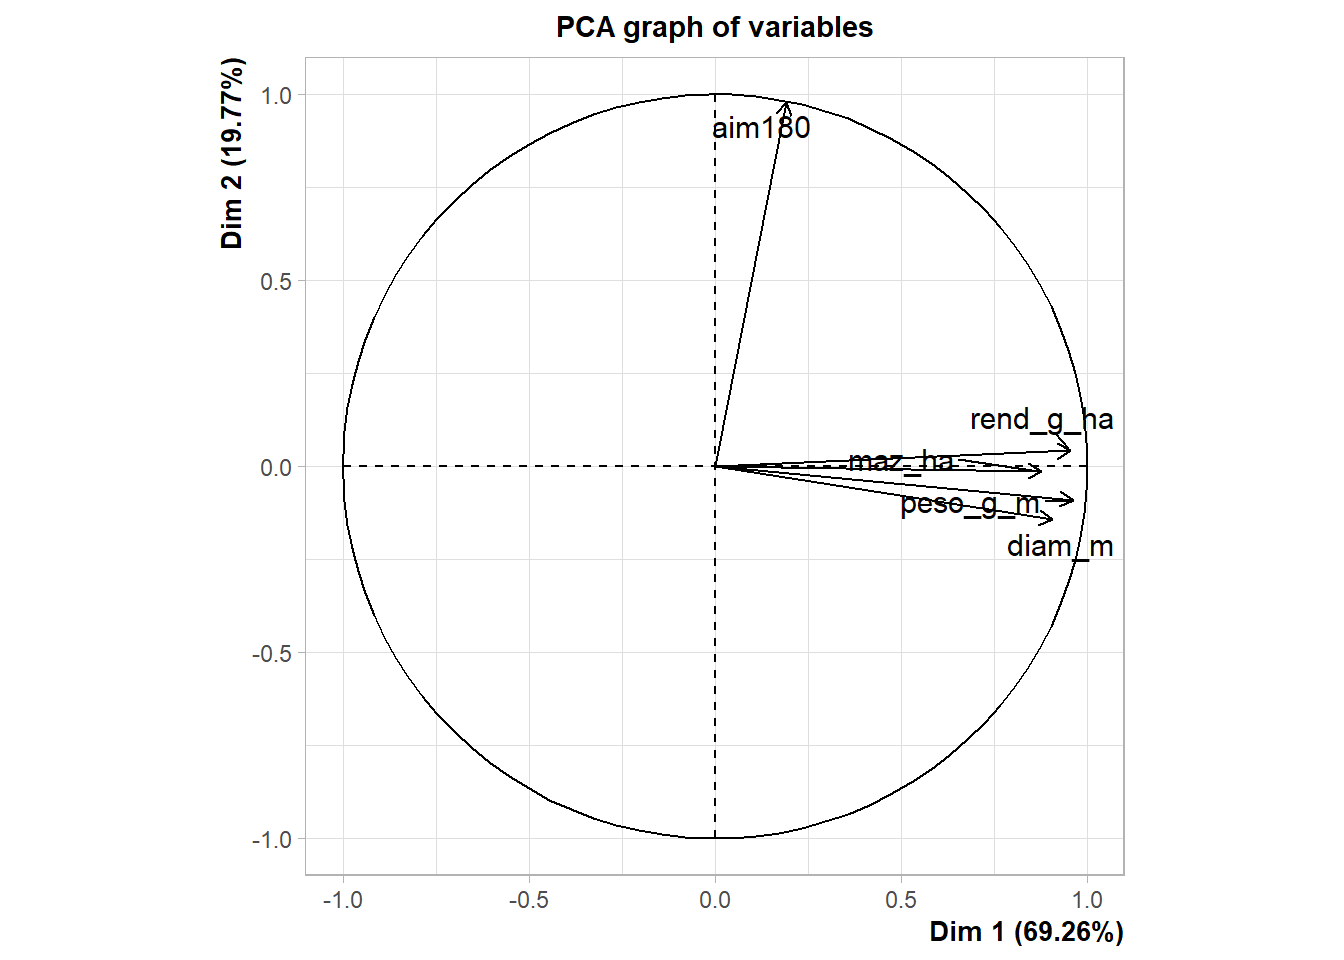 PCA graph of variables
Dim 2 (19.77%)
1.0
0.5
0.0
-0.5
-1.0
aim180
rend_g_ha
maz_ha
peso_g_m
diam_m
-1.0
-0.5
0.0
0.5
1.0
Dim 1 (69.26%)